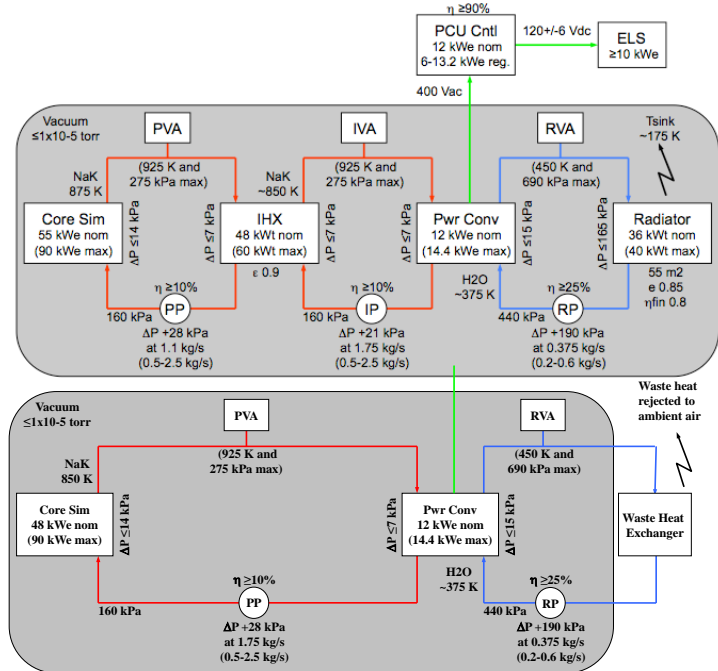 η ≥90%
PCU Cntl
12 kWe nom
6-13.2 kWe reg.
120+/-6 Vdc
ELS
≥10 kWe
400 Vac
Vacuum
≤1x10-5 torr
PVA
IVA
RVA
Tsink
~175 K
NaK
875 K
(925 K and
275 kPa max)
NaK
~850 K
(925 K and
275 kPa max)
(450 K and
690 kPa max)
Core Sim
55 kWe nom
(90 kWe max)
ΔP ≤14 kPa
ΔP ≤7 kPa
IHX
48 kWt nom
(60 KWt max)
ε 0.9
ΔP ≤7 kPa
ΔP ≤7 kPa
Pwr Conv
12 kWe nom
(14.4 kWe max)
ΔP ≤15 kPa
ΔP ≤165 kPa
Radiator
36 kWt nom
(40 KWt max)
55 m2
e 0.85
ηfin 0.8
η ≥10%
PP
160 kPa
ΔP +28 kPa
at 1.1 kg/s
(0.5-2.5 kg/s)
η ≥10%
IP
160 kPa
ΔP +21 kPa
at 1.75 kg/s
(0.5-2.5 kg/s)
H2O
~375 K
η ≥25%
RP
440 kPa
ΔP +190 kPa
at 0.375 kg/s
(0.2-0.6 kg/s)
Vacuum
≤1x10-5 torr
PVA
RVA
Waste heat
rejected to
ambient air
NaK
850 K
(925 K and
275 kPa max)
(450 K and
690 kPa max)
Core Sim
48 kWe nom
(90 kWe max)
ΔP ≤14 kPa
ΔP ≤7 kPa
Pwr Conv
12 kWe nom
(14.4 kWe max)
ΔP ≤15 kPa
Waste Heat
Exchanger
η ≥10%
PP
160 kPa
ΔP +28 kPa
at 1.75 kg/s
(0.5-2.5 kg/s)
H2O
~375 K
η ≥25%
RP
440 kPa
ΔP +190 kPa
at 0.375 kg/s
(0.2-0.6 kg/s)